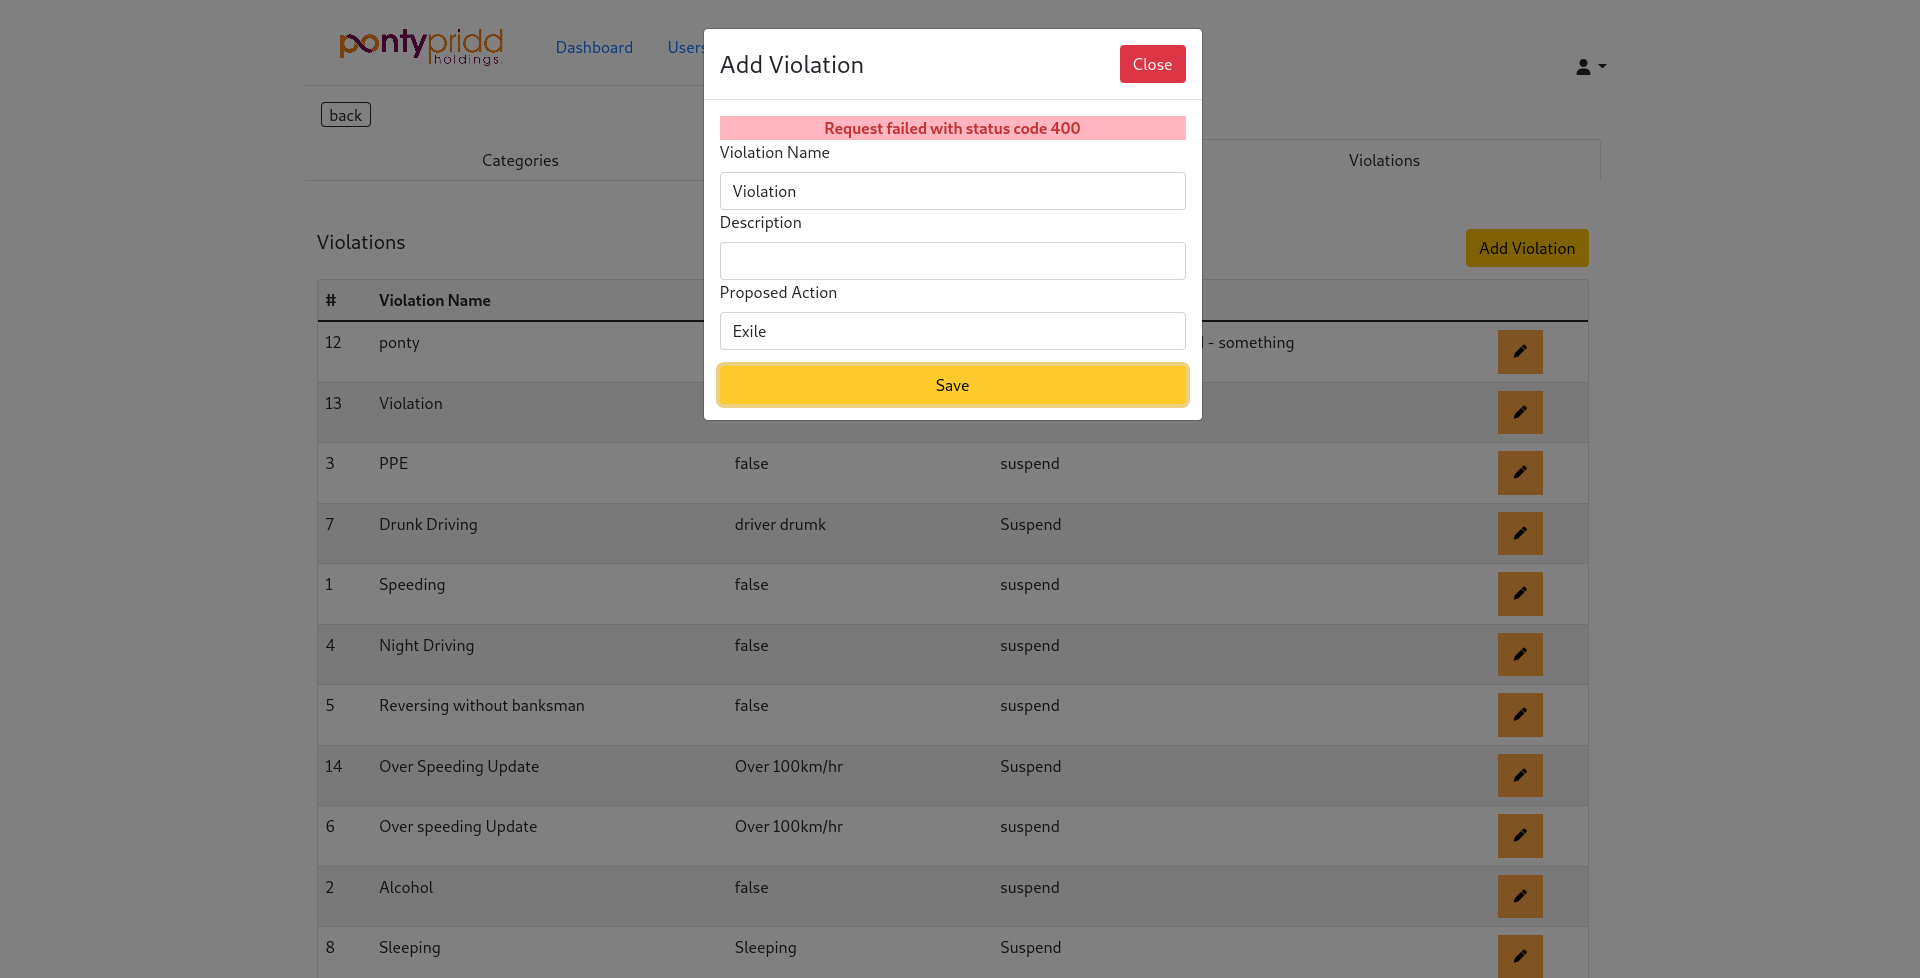 pontypridd
holdings.
Dashboard
Users
Add Violation
Close
back
Request failed with status code 400
Categories
Violations
Violation Name
Violation
Description
Violations
Add Violation
Proposed Action
# Violation Name
Exile
12 ponty - something
Save
13 Violation
3 PPE false suspend
7 Drunk Driving driver drumk Suspend
1 Speeding false suspend
4 Night Driving false suspend
5 Reversing without banksman false suspend
14 Over Speeding Update Over 100km/hr Suspend
6 Over speeding Update Over 100km/hr suspend
2 Alcohol false suspend
8 Sleeping Sleeping Suspend